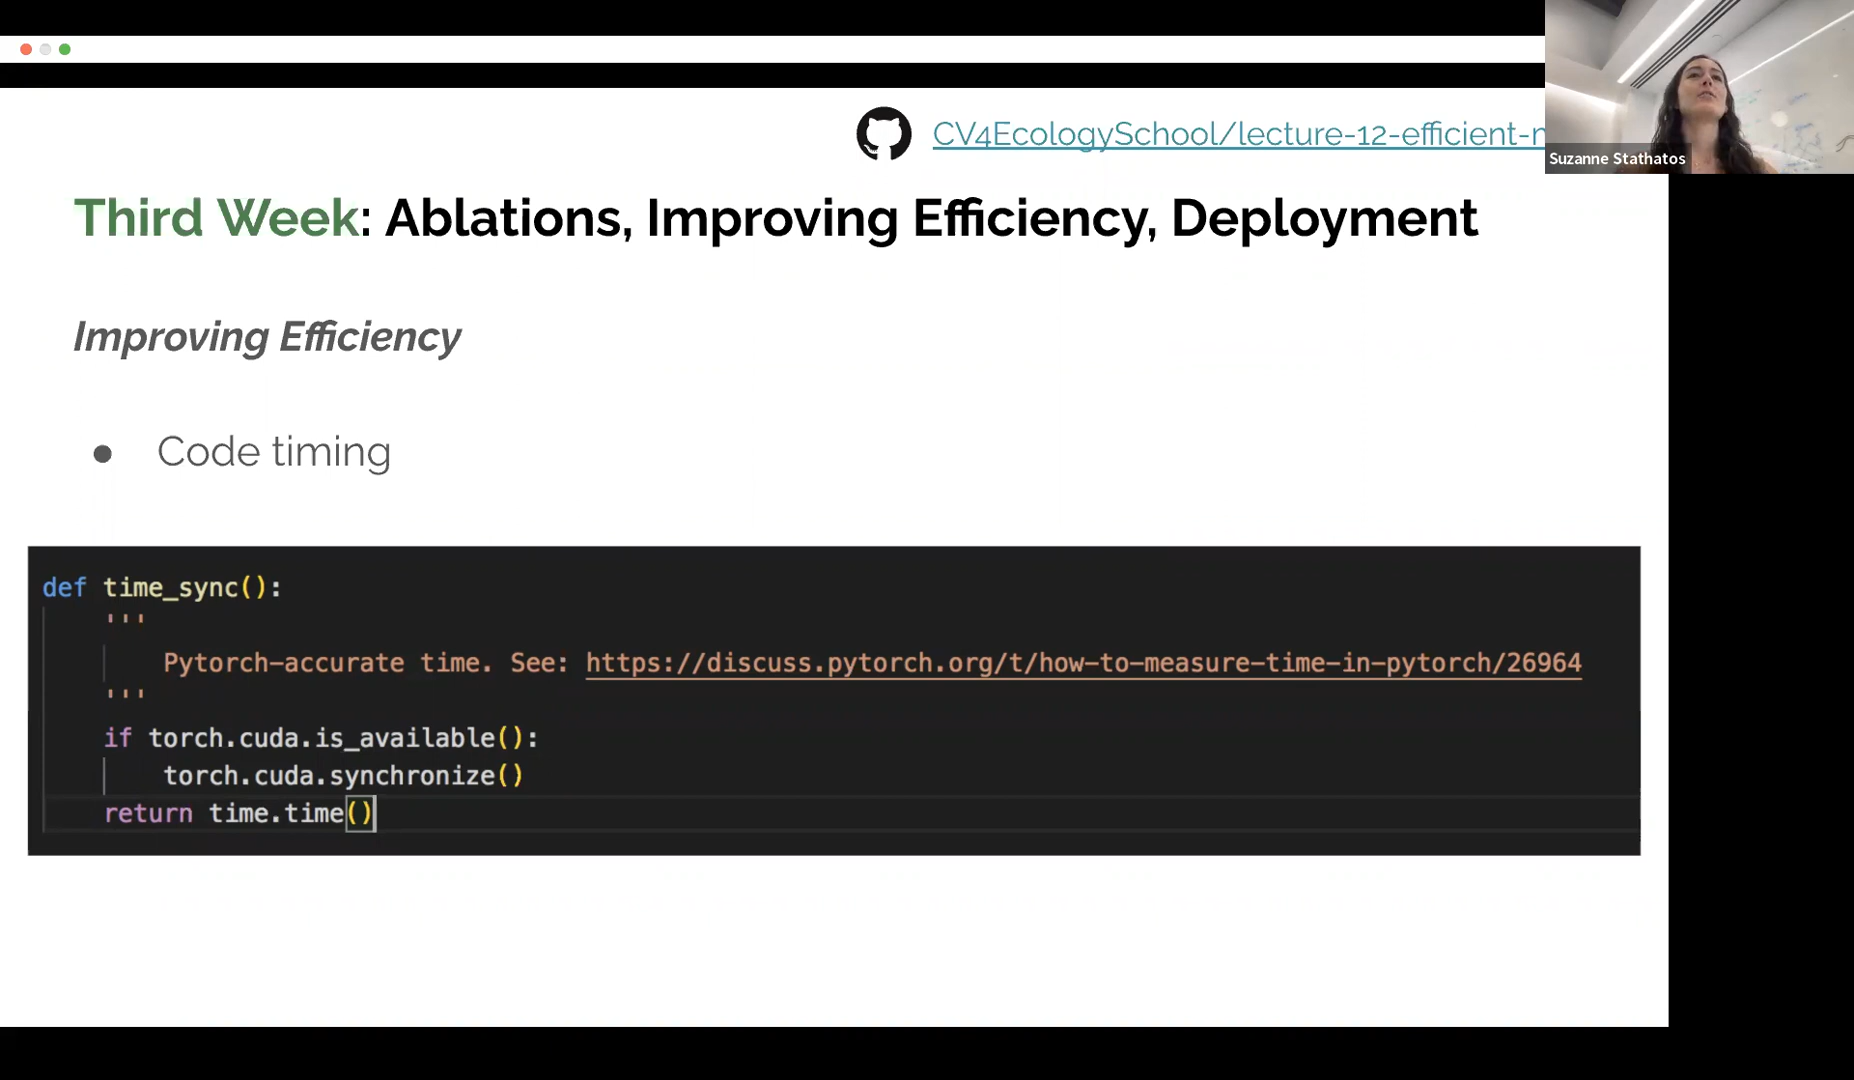 CV4EcologySchool/lecture-12-efficient-
Suzanne Stathatos
Third Week: Ablations, Improving Efficiency, Deployment
Improving Efficiency
● Code timing
def time_sync():
'''
Pytorch-accurate time. See: https://discuss.pytorch.org/t/how-to-measure-time-in-pytorch/26964
'''
if torch.cuda.is_available():
torch.cuda.synchronize()
return time.time()